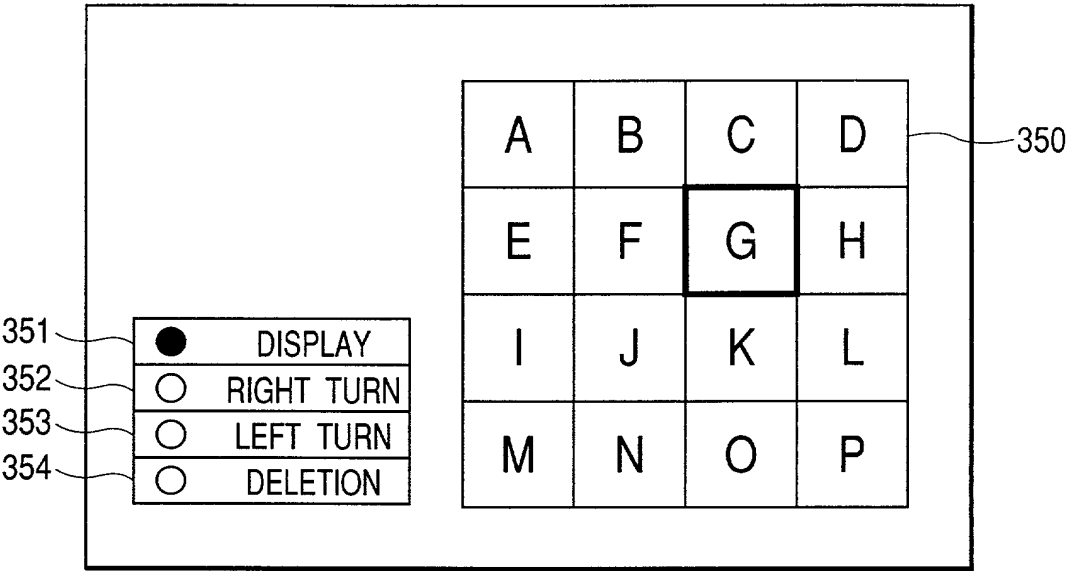 A B C D
350
E F G H
351 DISPLAY
I J K L
352 RIGHT TURN
353 LEFT TURN
354 DELETION
M N O P